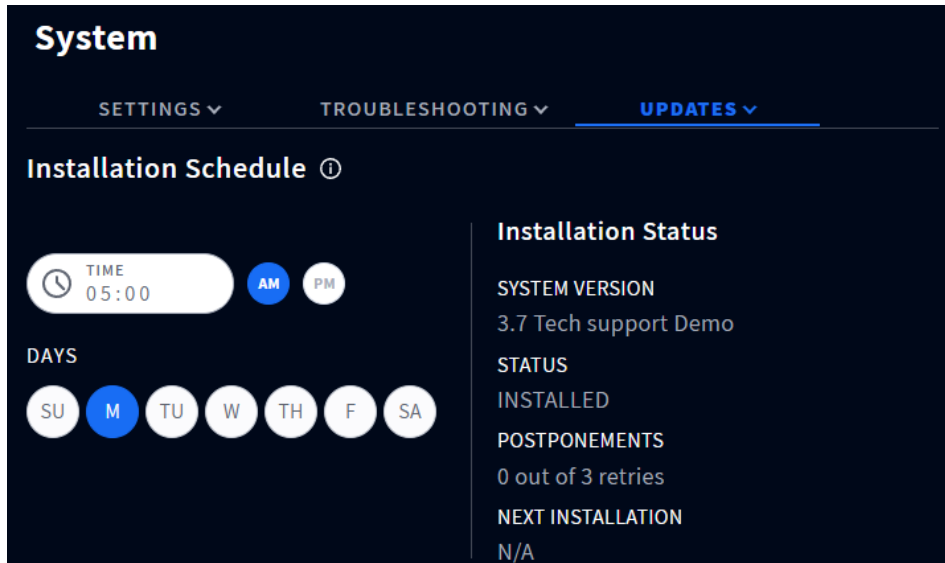 System
SETTINGS
TROUBLESHOOTING
UPDATES
Installation Schedule
TIME
05:00
AM
PM
DAYS
SU M TU W TH F SA
Installation Status
SYSTEM VERSION
3.7 Tech support Demo
STATUS
INSTALLED
POSTPONEMENTS
0 out of 3 retries
NEXT INSTALLATION
N/A